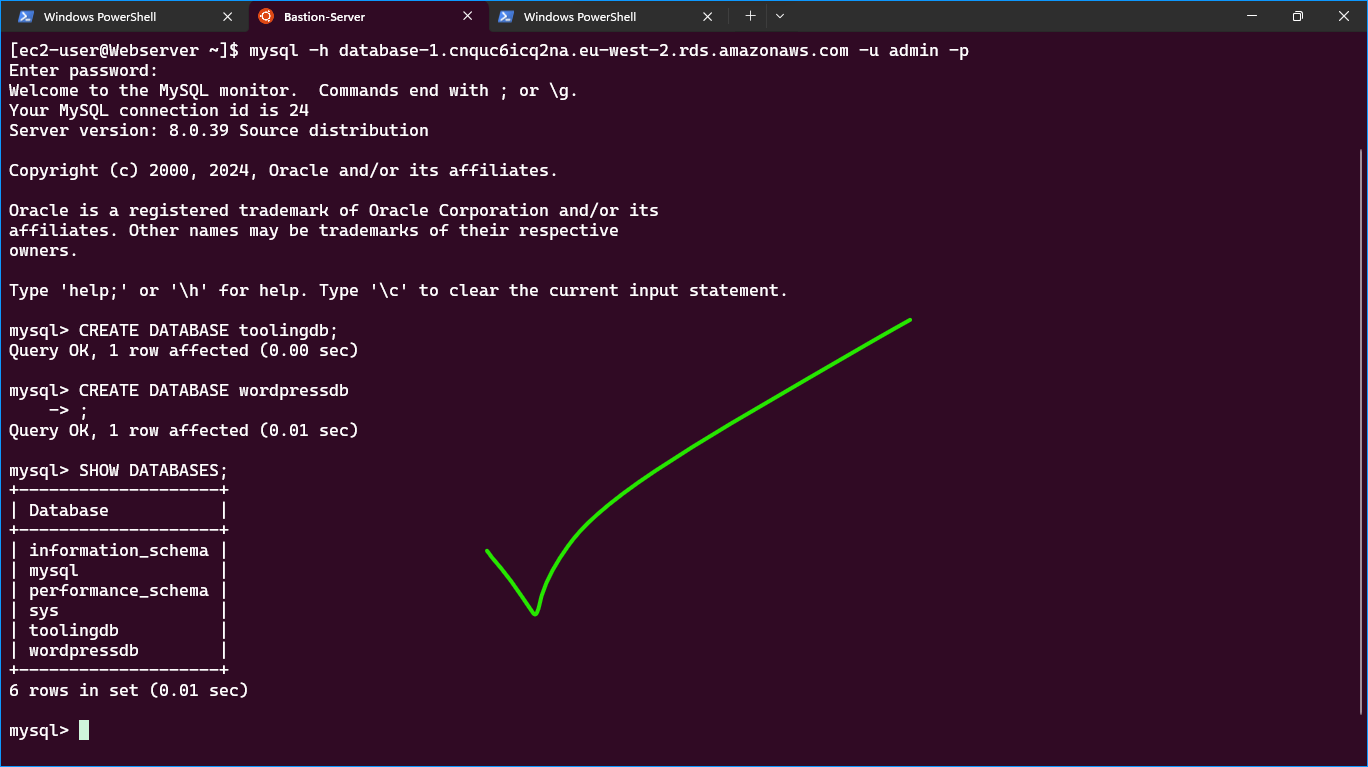 Windows PowerShell
Bastion-Server
Windows PowerShell
[ec2-user@Webserver ~]$ mysql -h database-1.cnquc6icq2na.eu-west-2.rds.amazonaws.com -u admin -p
Enter password:
Welcome to the MySQL monitor.  Commands end with ; or \g.
Your MySQL connection id is 24
Server version: 8.0.39 Source distribution
Copyright (c) 2000, 2024, Oracle and/or its affiliates.
Oracle is a registered trademark of Oracle Corporation and/or its
affiliates. Other names may be trademarks of their respective
owners.
Type 'help;' or '\h' for help. Type '\c' to clear the current input statement.
mysql> CREATE DATABASE toolingdb;
Query OK, 1 row affected (0.00 sec)
mysql> CREATE DATABASE wordpressdb
    -> ;
Query OK, 1 row affected (0.01 sec)
mysql> SHOW DATABASES;
+--------------------+
| Database           |
+--------------------+
| information_schema |
| mysql              |
| performance_schema |
| sys                |
| toolingdb          |
| wordpressdb        |
+--------------------+
6 rows in set (0.01 sec)
mysql>